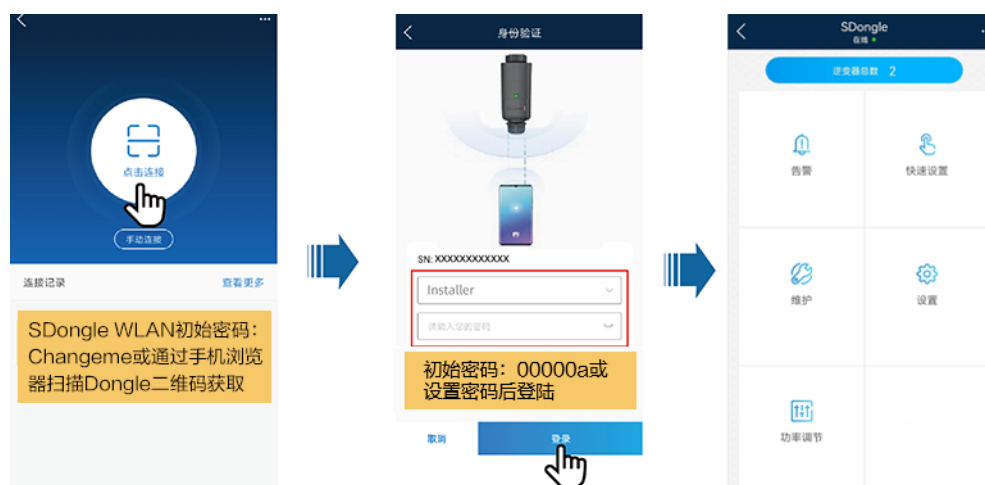 点击连接
手动连接
连接记录
查看更多
SDongle WLAN初始密码：
Changeme或通过手机浏览
器扫描Dongle二维码获取
身份验证
SN: XXXXXXXXXXXX
Installer
请输入您的密码
初始密码：00000a或
设置密码后登陆
取消
登录
SDongle
在线
逆变器总数 2
告警
快速设置
维护
设置
功率调节